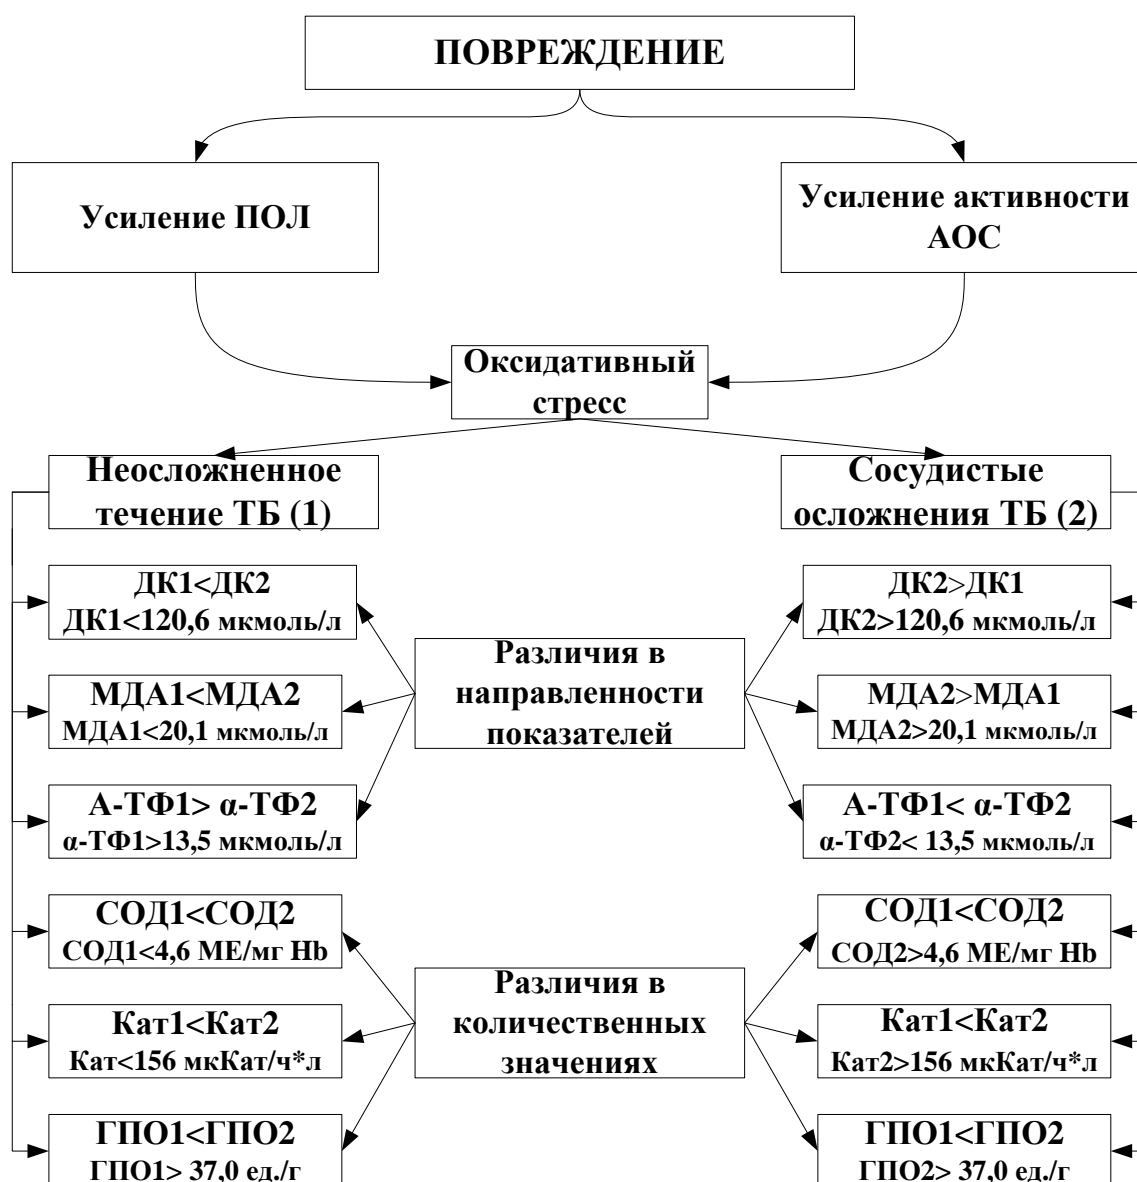 ПОВРЕЖДЕНИЕ
Усиление ПОЛ
Усиление активности
АОС
Оксидативный
стресс
Неосложненное
течение ТБ (1)
Сосудистые
осложнения ТБ (2)
ДК1<ДК2
ДК1<120,6 мкмоль/л
ДК2>ДК1
ДК2>120,6 мкмоль/л
Различия в
направленности
показателей
МДА1<МДА2
МДА1<20,1 мкмоль/л
МДА2>МДА1
МДА2>20,1 мкмоль/л
А-ТФ1> α-ТФ2
α-ТФ1>13,5 мкмоль/л
А-ТФ1< α-ТФ2
α-ТФ2< 13,5 мкмоль/л
СОД1<СОД2
СОД1<4,6 МЕ/мг Hb
СОД1<СОД2
СОД2>4,6 МЕ/мг Hb
Различия в
количественных
значениях
Кат1<Кат2
Кат<156 мкКат/ч*л
Кат1<Кат2
Кат2>156 мкКат/ч*л
ГПО1<ГПО2
ГПО1> 37,0 ед./г
ГПО1<ГПО2
ГПО2> 37,0 ед./г